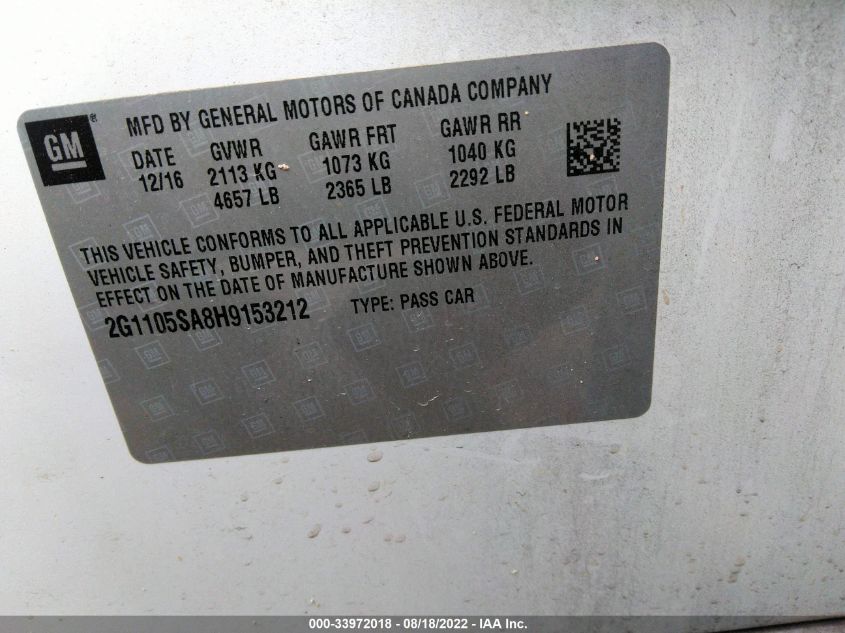 GM ®
MFD BY GENERAL MOTORS OF CANADA COMPANY
DATE GVWR GAWR FRT GAWR RR
12/16 2113 KG 1073 KG 1040 KG
4657 LB 2365 LB 2292 LB
THIS VEHICLE CONFORMS TO ALL APPLICABLE U.S. FEDERAL MOTOR
VEHICLE SAFETY, BUMPER, AND THEFT PREVENTION STANDARDS IN
EFFECT ON THE DATE OF MANUFACTURE SHOWN ABOVE.
2G1105SA8H9153212 TYPE: PASS CAR
000-33972018 - 08/18/2022 - IAA Inc.